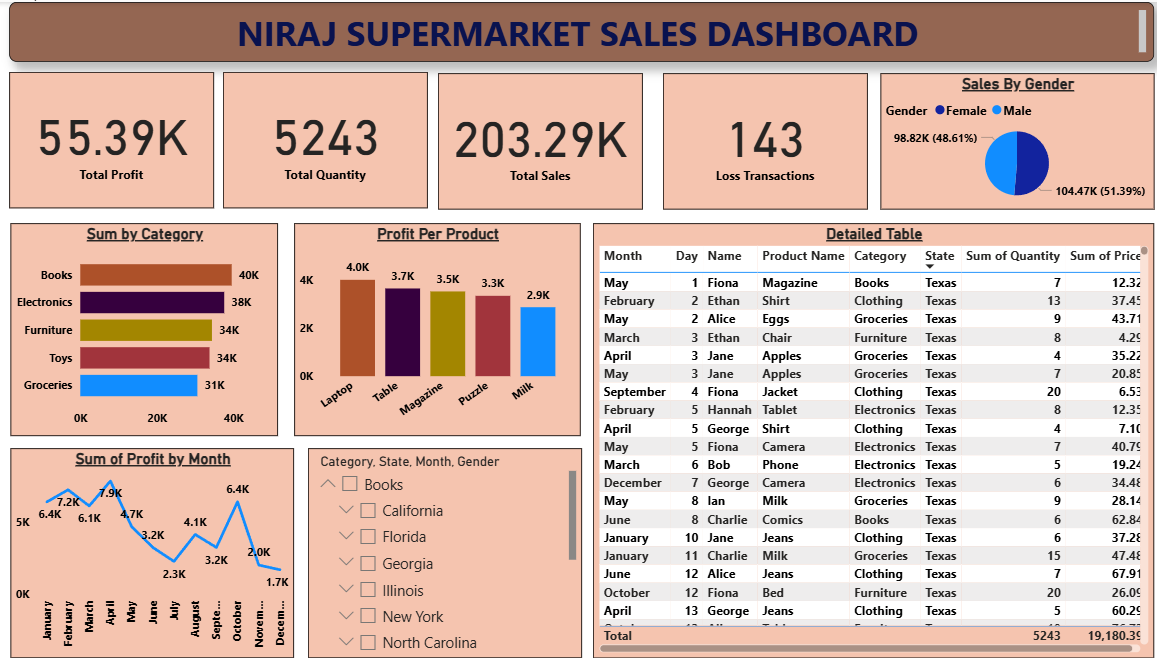 NIRAJ SUPERMARKET SALES DASHBOARD
55.39K
Total Profit
5243
Total Quantity
203.29K
Total Sales
143
Loss Transactions
Sales By Gender
Gender Female Male
98.82K (48.61%)
104.47K (51.39%)
Sum by Category
Books 40K
Electronics 38K
Furniture 34K
Toys 34K
Groceries 31K
0K 20K 40K
Profit Per Product
4K
2K
0K
4.0K 3.7K 3.5K 3.3K 2.9K
Laptop Table Magazine Puzzle Milk
Detailed Table
Month Day Name Product Name Category State Sum of Quantity Sum of Price
May 1 Fiona Magazine Books Texas 7 12.32
February 2 Ethan Shirt Clothing Texas 13 37.45
May 2 Alice Eggs Groceries Texas 9 43.71
March 3 Ethan Chair Furniture Texas 8 4.29
April 3 Jane Apples Groceries Texas 4 35.22
May 3 Jane Apples Groceries Texas 7 20.85
September 4 Fiona Jacket Clothing Texas 20 6.53
February 5 Hannah Tablet Electronics Texas 8 12.35
April 5 George Shirt Clothing Texas 4 7.10
May 5 Fiona Camera Electronics Texas 7 40.79
March 6 Bob Phone Electronics Texas 5 19.24
December 7 George Camera Electronics Texas 6 34.48
May 8 Ian Milk Groceries Texas 9 28.14
June 8 Charlie Comics Books Texas 6 62.84
January 10 Jane Jeans Clothing Texas 6 37.28
January 11 Charlie Milk Groceries Texas 15 47.48
June 12 Alice Jeans Clothing Texas 7 67.91
October 12 Fiona Bed Furniture Texas 20 26.09
April 13 George Jeans Clothing Texas 5 60.29
Total 5243 19,180.39
Sum of Profit by Month
5K
0K
6.4K 7.2K 6.1K 7.9K 4.7K 3.2K 2.3K 4.1K 3.2K 6.4K 2.0K 1.7K
January February March April May June July August Septe... October Novem... Decem...
Category, State, Month, Gender
Books
California
Florida
Georgia
Illinois
New York
North Carolina